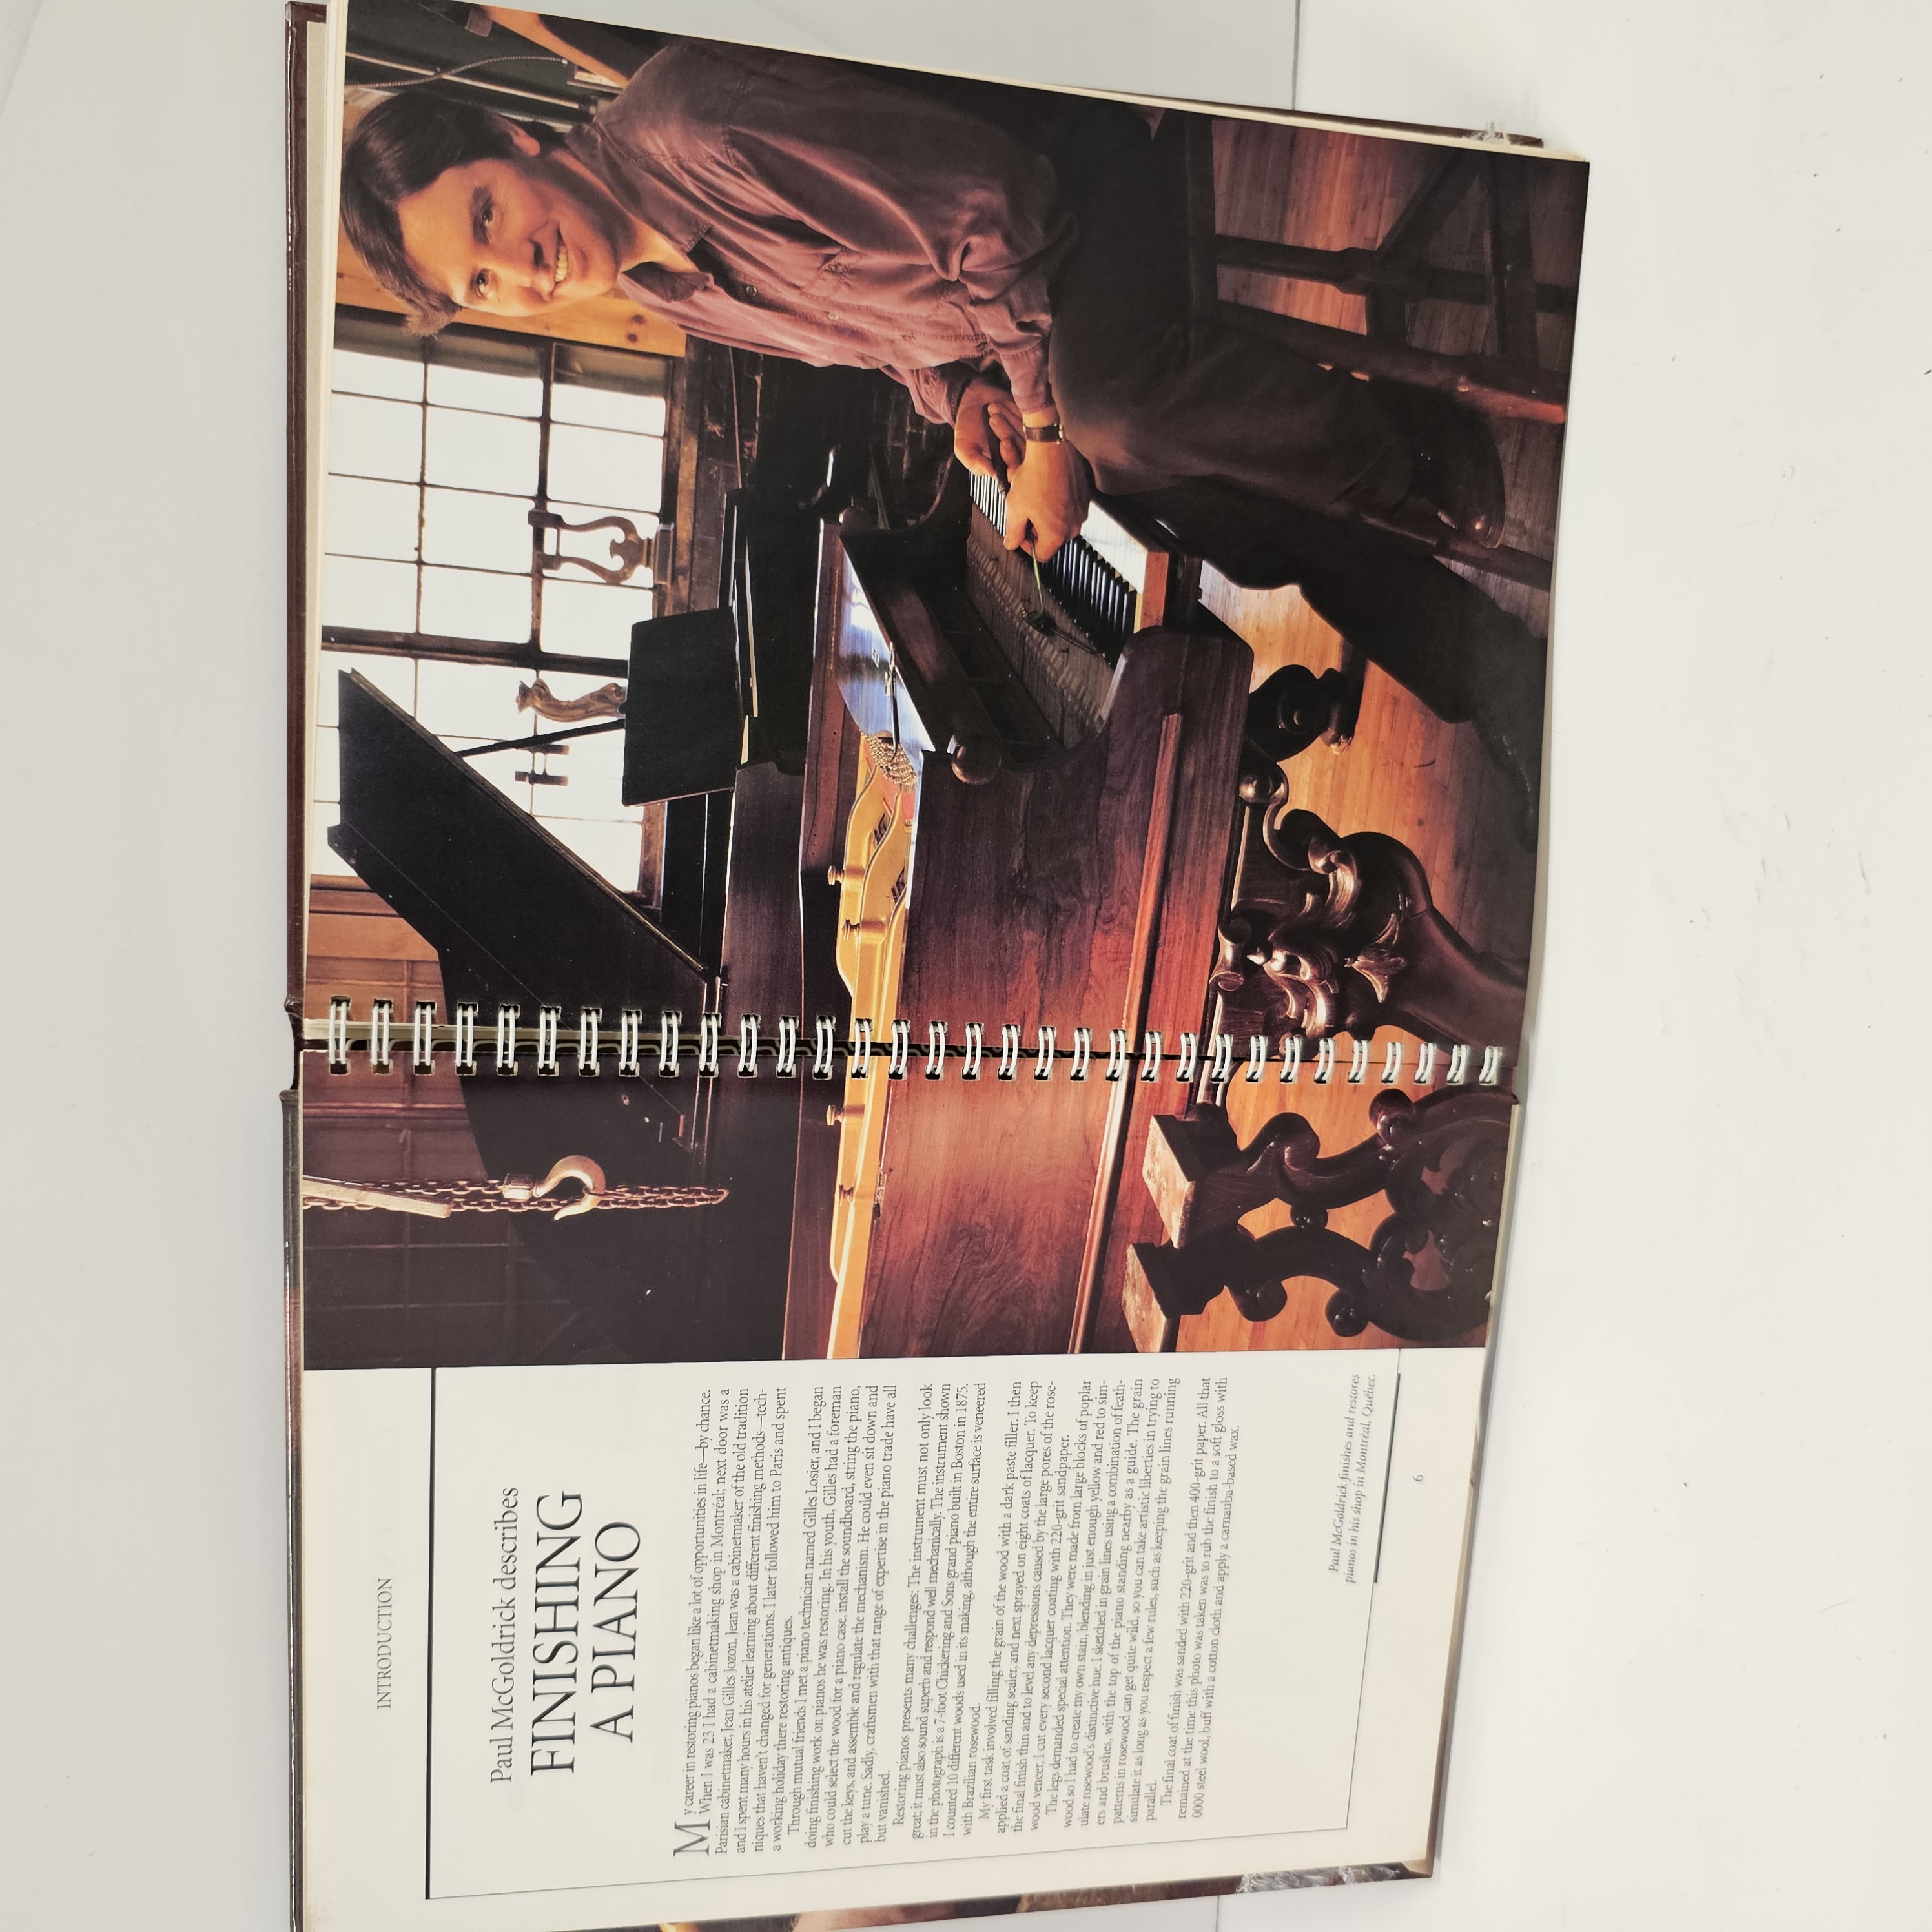 INTRODUCTION
Paul McGoldrick describes
FINISHING
A PIANO
My career in restoring pianos began like a lot of opportunities in life—by chance.
When I was 23 I had a cabinetmaking shop in Montréal; next door was a
Parisian cabinetmaker, Jean Gilles Jozon. Jean was a cabinetmaker of the old tradition
and I spent many hours in his atelier learning about different finishing methods—tech-
niques that haven't changed for generations. I later followed him to Paris and spent
a working holiday there restoring antiques.
Through mutual friends I met a piano technician named Gilles Losier, and I began
doing finishing work on pianos he was restoring. In his youth, Gilles had a foreman
who could select the wood for a piano case, install the soundboard, string the piano,
cut the keys, and assemble and regulate the mechanism. He could even sit down and
play a tune. Sadly, craftsmen with that range of expertise in the piano trade have all
but vanished.
Restoring pianos presents many challenges: The instrument must not only look
great; it must also sound superb and respond well mechanically. The instrument shown
in the photograph is a 7-foot Chickering and Sons grand piano built in Boston in 1875.
I counted 10 different woods used in its making, although the entire surface is veneered
with Brazilian rosewood.
My first task involved filling the grain of the wood with a dark paste filler. I then
applied a coat of sanding sealer, and next sprayed on eight coats of lacquer. To keep
the final finish thin and to level any depressions caused by the large pores of the rose-
wood veneer, I cut every second lacquer coating with 220-grit sandpaper.
The legs demanded special attention. They were made from large blocks of poplar
wood so I had to create my own stain, blending in just enough yellow and red to sim-
ulate rosewood's distinctive hue. I sketched in grain lines using a combination of feath-
ers and brushes, with the top of the piano standing nearby as a guide. The grain
patterns in rosewood can get quite wild, so you can take artistic liberties in trying to
simulate it as long as you respect a few rules, such as keeping the grain lines running
parallel.
The final coat of finish was sanded with 220-grit and then 400-grit paper. All that
remained at the time this photo was taken was to rub the finish to a soft gloss with
0000 steel wool, buff with a cotton cloth and apply a carnauba-based wax.
Paul McGoldrick finishes and restores
pianos in his shop in Montréal, Québec.
6